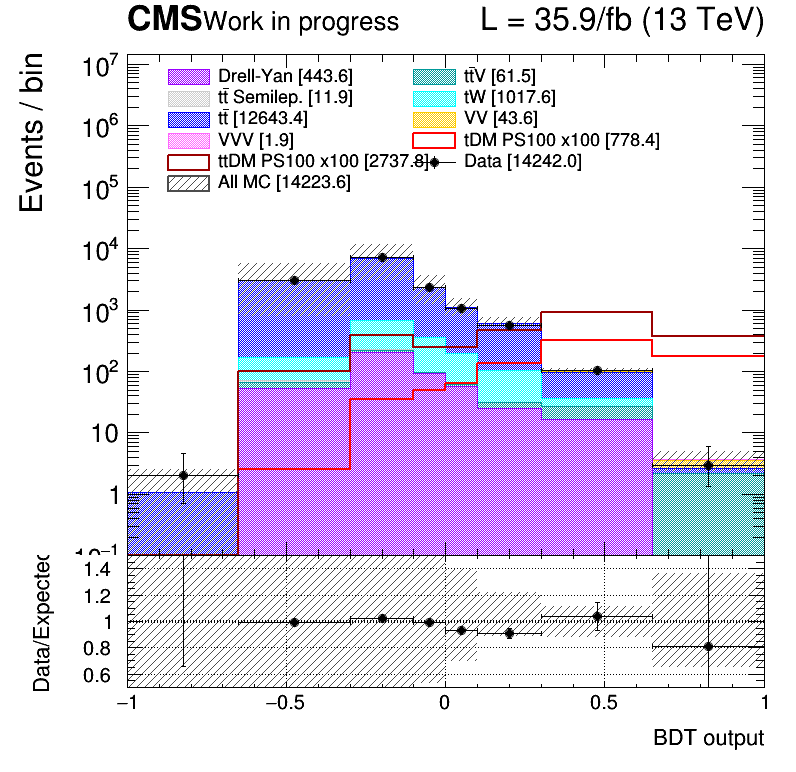 CMS Work in progress L = 35.9/fb (13 TeV)
Events / bin
10⁷
10⁶
10⁵
10⁴
10³
10²
10
1
10⁻¹
Drell-Yan [443.6] tt̄V [61.5]
tt̄ Semilep. [11.9] tW [1017.6]
tt̄ [12643.4] VV [43.6]
VVV [1.9] tDM PS100 x100 [778.4]
ttDM PS100 x100 [2737.8] Data [14242.0]
All MC [14223.6]
Data/Expected
1.4
1.2
1
0.8
0.6
−1 −0.5 0 0.5 1
BDT output